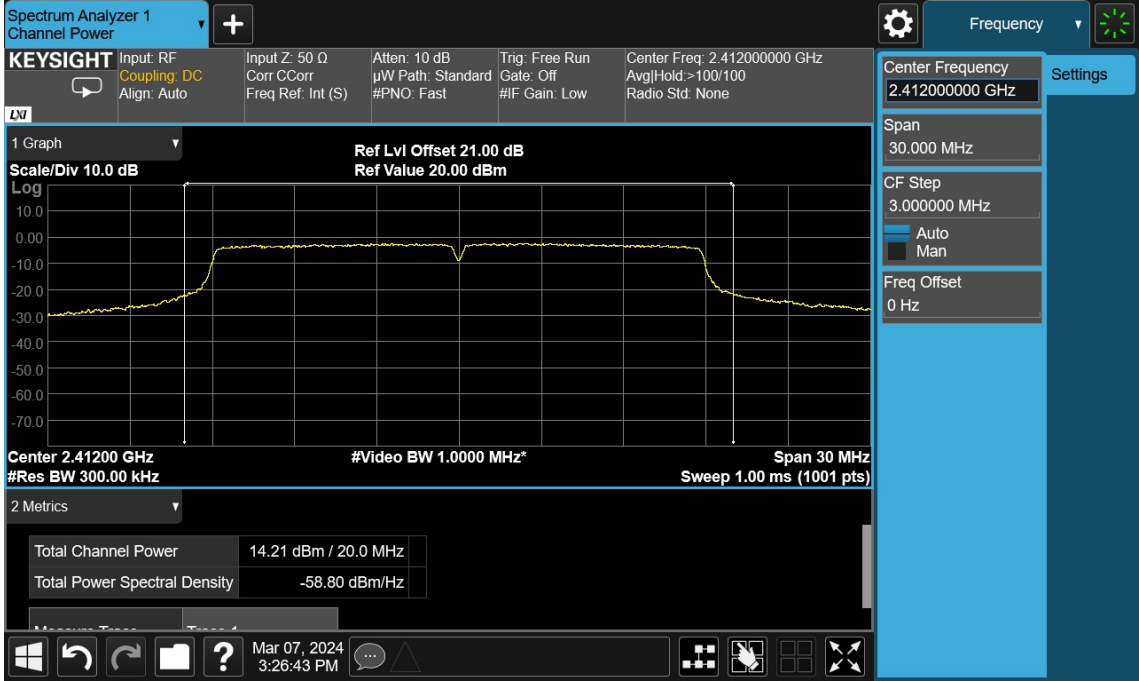 Spectrum Analyzer 1
Channel Power
Frequency
KEYSIGHT
LXI
Input: RF
Coupling: DC
Align: Auto
Input Z: 50 Ω
Corr CCorr
Freq Ref: Int (S)
Atten: 10 dB
µW Path: Standard
#PNO: Fast
Trig: Free Run
Gate: Off
#IF Gain: Low
Center Freq: 2.412000000 GHz
Avg|Hold:>100/100
Radio Std: None
Center Frequency
2.412000000 GHz
Settings
Span
30.000 MHz
CF Step
3.000000 MHz
Auto
Man
Freq Offset
0 Hz
1 Graph
Scale/Div 10.0 dB
Ref Lvl Offset 21.00 dB
Ref Value 20.00 dBm
Log
10.0
0.00
-10.0
-20.0
-30.0
-40.0
-50.0
-60.0
-70.0
Center 2.41200 GHz
#Video BW 1.0000 MHz*
Span 30 MHz
#Res BW 300.00 kHz
Sweep 1.00 ms (1001 pts)
2 Metrics
Total Channel Power 14.21 dBm / 20.0 MHz
Total Power Spectral Density -58.80 dBm/Hz
Measure Trace Trace 1
?
Mar 07, 2024
3:26:43 PM